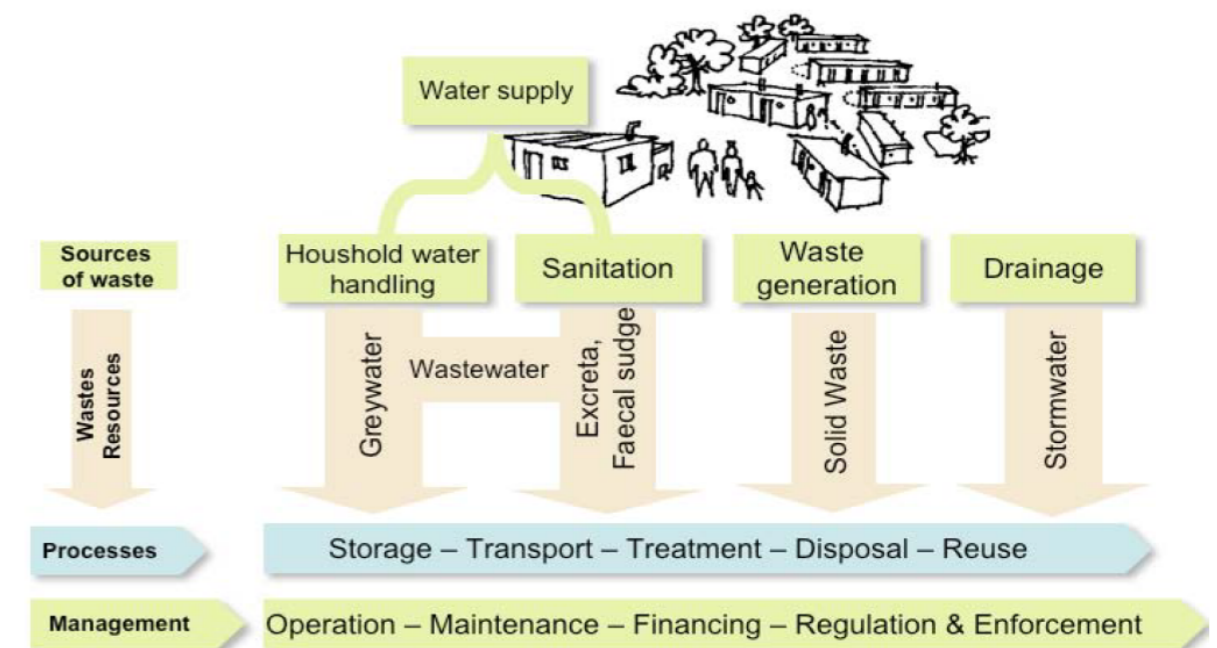 Water supply
Sources
of waste
Houshold water
handling
Sanitation
Waste
generation
Drainage
Wastes
Resources
Greywater
Wastewater
Excreta,
Faecal sudge
Solid Waste
Stormwater
Processes
Storage – Transport – Treatment – Disposal – Reuse
Management
Operation – Maintenance – Financing – Regulation & Enforcement